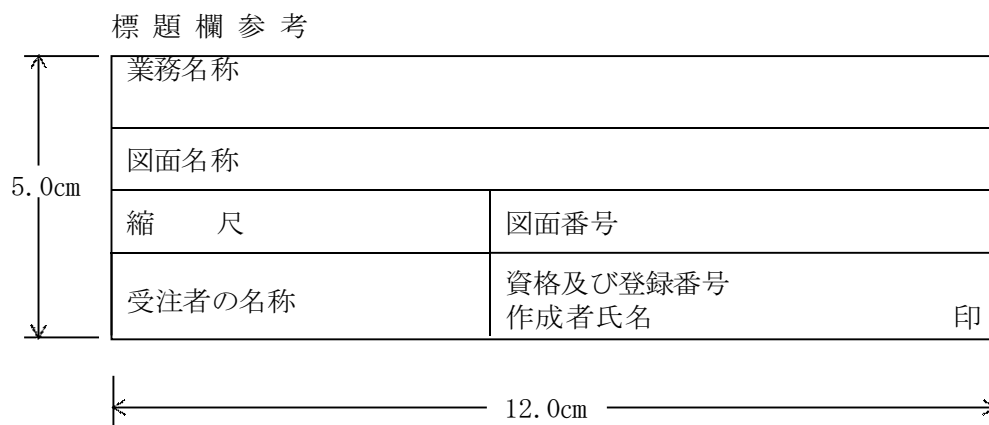 標題欄参考
業務名称
図面名称
5.0cm
縮 尺
図面番号
受注者の名称
資格及び登録番号
作成者氏名 印
12.0cm